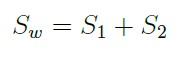 S_w = S_1 + S_2